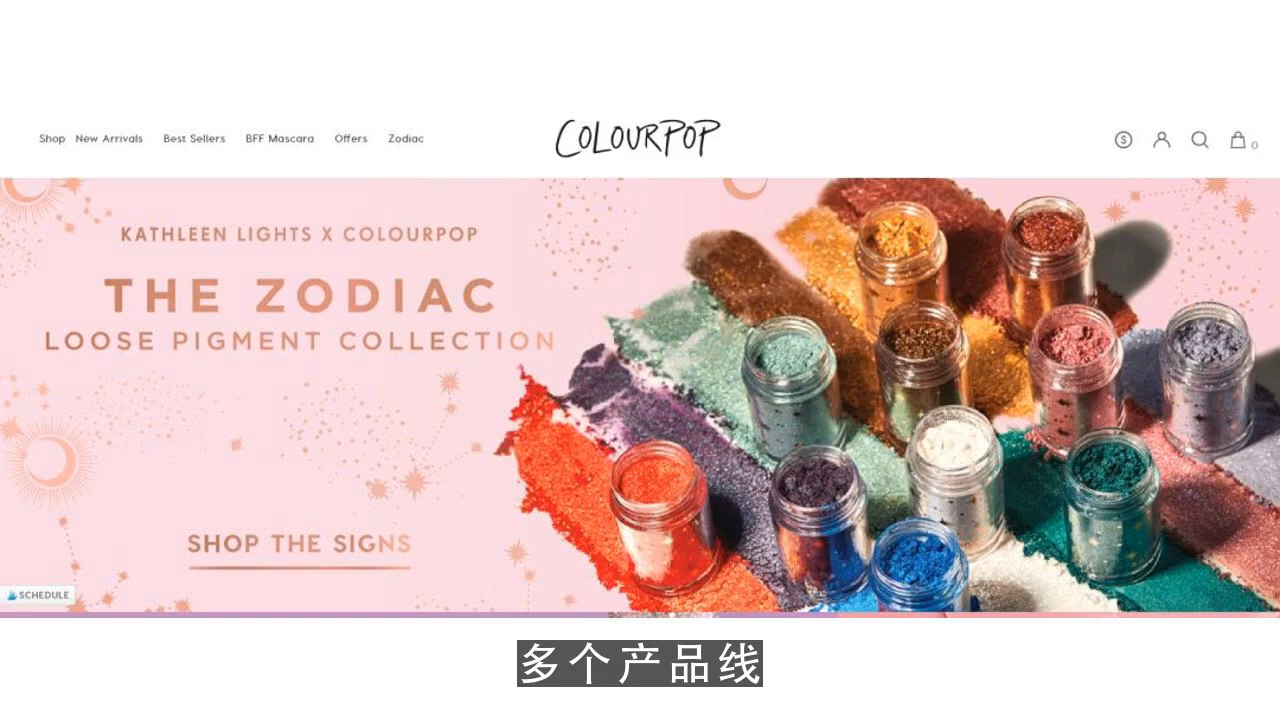 Shop New Arrivals Best Sellers BFF Mascara Offers Zodiac
COLOURPOP
$
0
KATHLEEN LIGHTS X COLOURPOP
THE ZODIAC
LOOSE PIGMENT COLLECTION
SHOP THE SIGNS
SCHEDULE
多个产品线